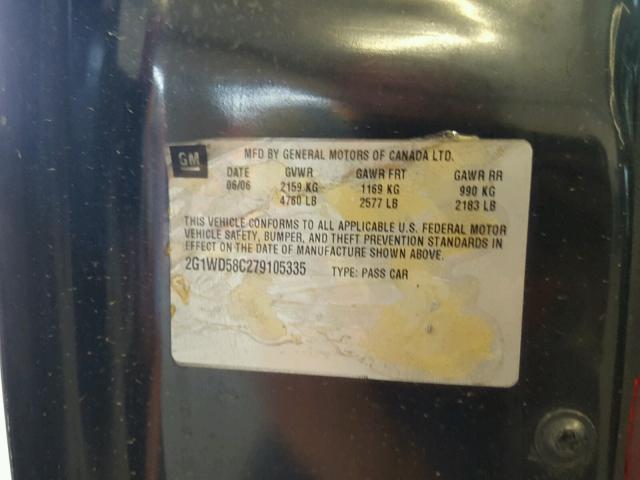 GM
MFD BY GENERAL MOTORS OF CANADA LTD.
DATE GVWR GAWR FRT GAWR RR
06/06 2159 KG 1169 KG 990 KG
4760 LB 2577 LB 2183 LB
THIS VEHICLE CONFORMS TO ALL APPLICABLE U.S. FEDERAL MOTOR
VEHICLE SAFETY, BUMPER, AND THEFT PREVENTION STANDARDS IN
EFFECT ON THE DATE OF MANUFACTURE SHOWN ABOVE.
2G1WD58C279105335 TYPE: PASS CAR